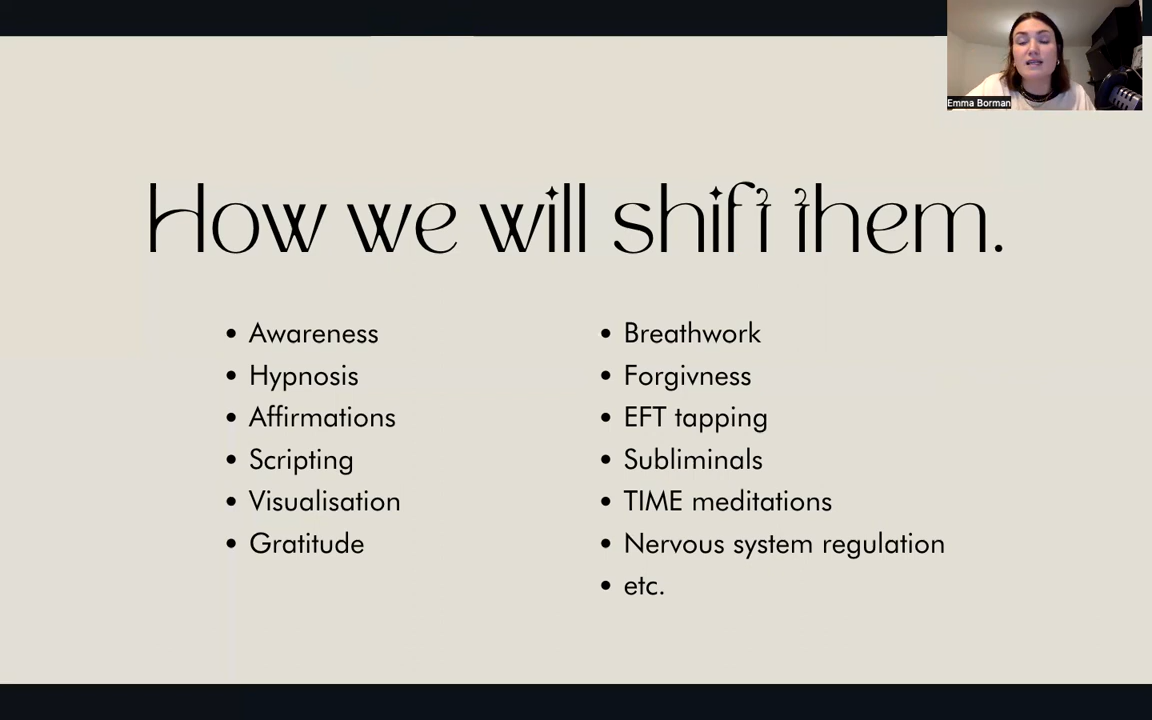 Emma Borman
How we will shift them.
• Awareness
• Hypnosis
• Affirmations
• Scripting
• Visualisation
• Gratitude
• Breathwork
• Forgivness
• EFT tapping
• Subliminals
• TIME meditations
• Nervous system regulation
• etc.